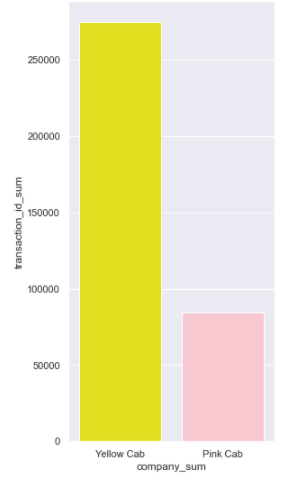 250000
200000
150000
100000
50000
0
transaction_id_sum
Yellow Cab
Pink Cab
company_sum